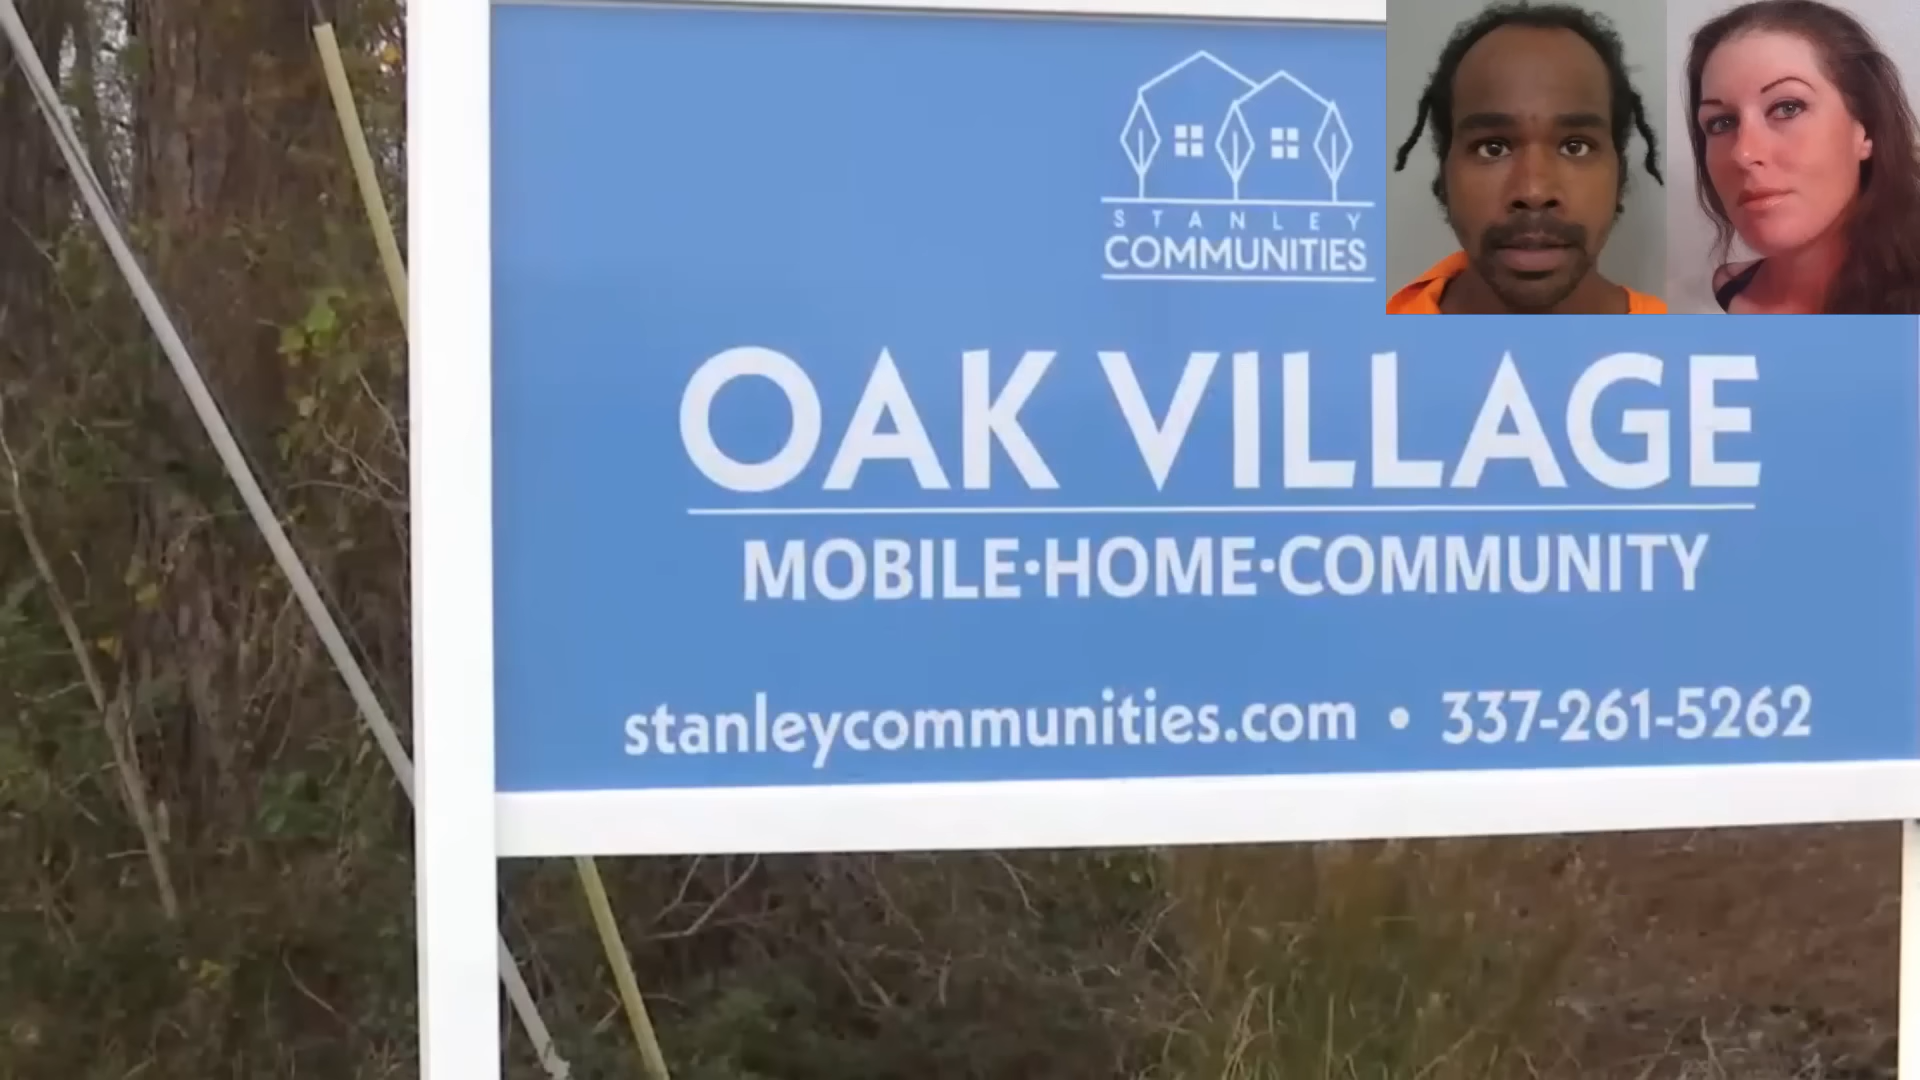 STANLEY
COMMUNITIES
OAK VILLAGE
MOBILE·HOME·COMMUNITY
stanleycommunities.com • 337-261-5262